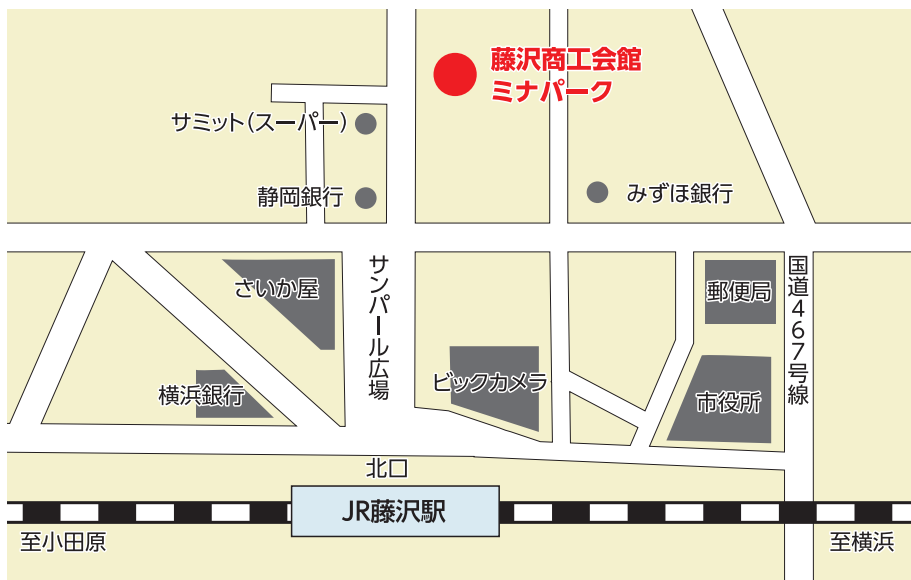 藤沢商工会館
ミナパーク
サミット(スーパー)
静岡銀行
みずほ銀行
さいか屋
サンパール広場
郵便局
国道467号線
横浜銀行
ビックカメラ
市役所
北口
JR藤沢駅
至小田原
至横浜